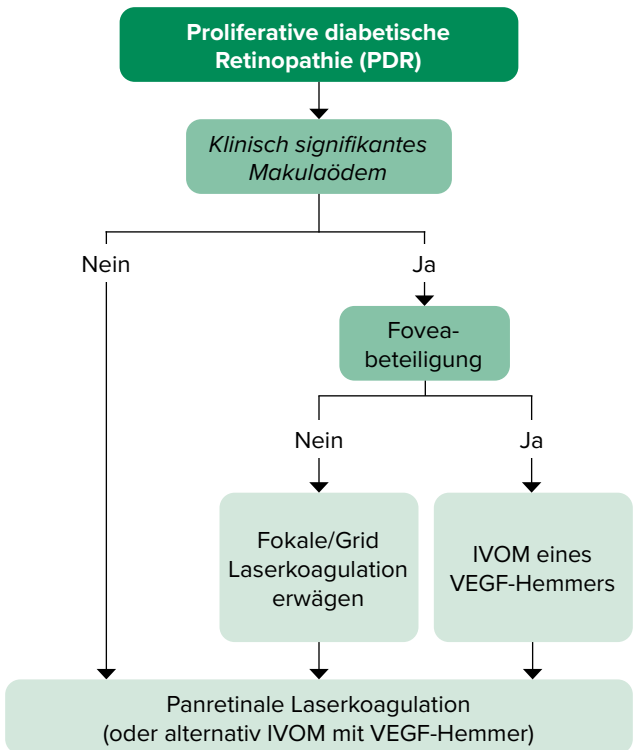 Proliferative diabetische
Retinopathie (PDR)
Klinisch signifikantes
Makulaödem
Nein
Ja
Fovea-
beteiligung
Nein
Ja
Fokale/Grid
Laserkoagulation
erwägen
IVOM eines
VEGF-Hemmers
Panretinale Laserkoagulation
(oder alternativ IVOM mit VEGF-Hemmer)